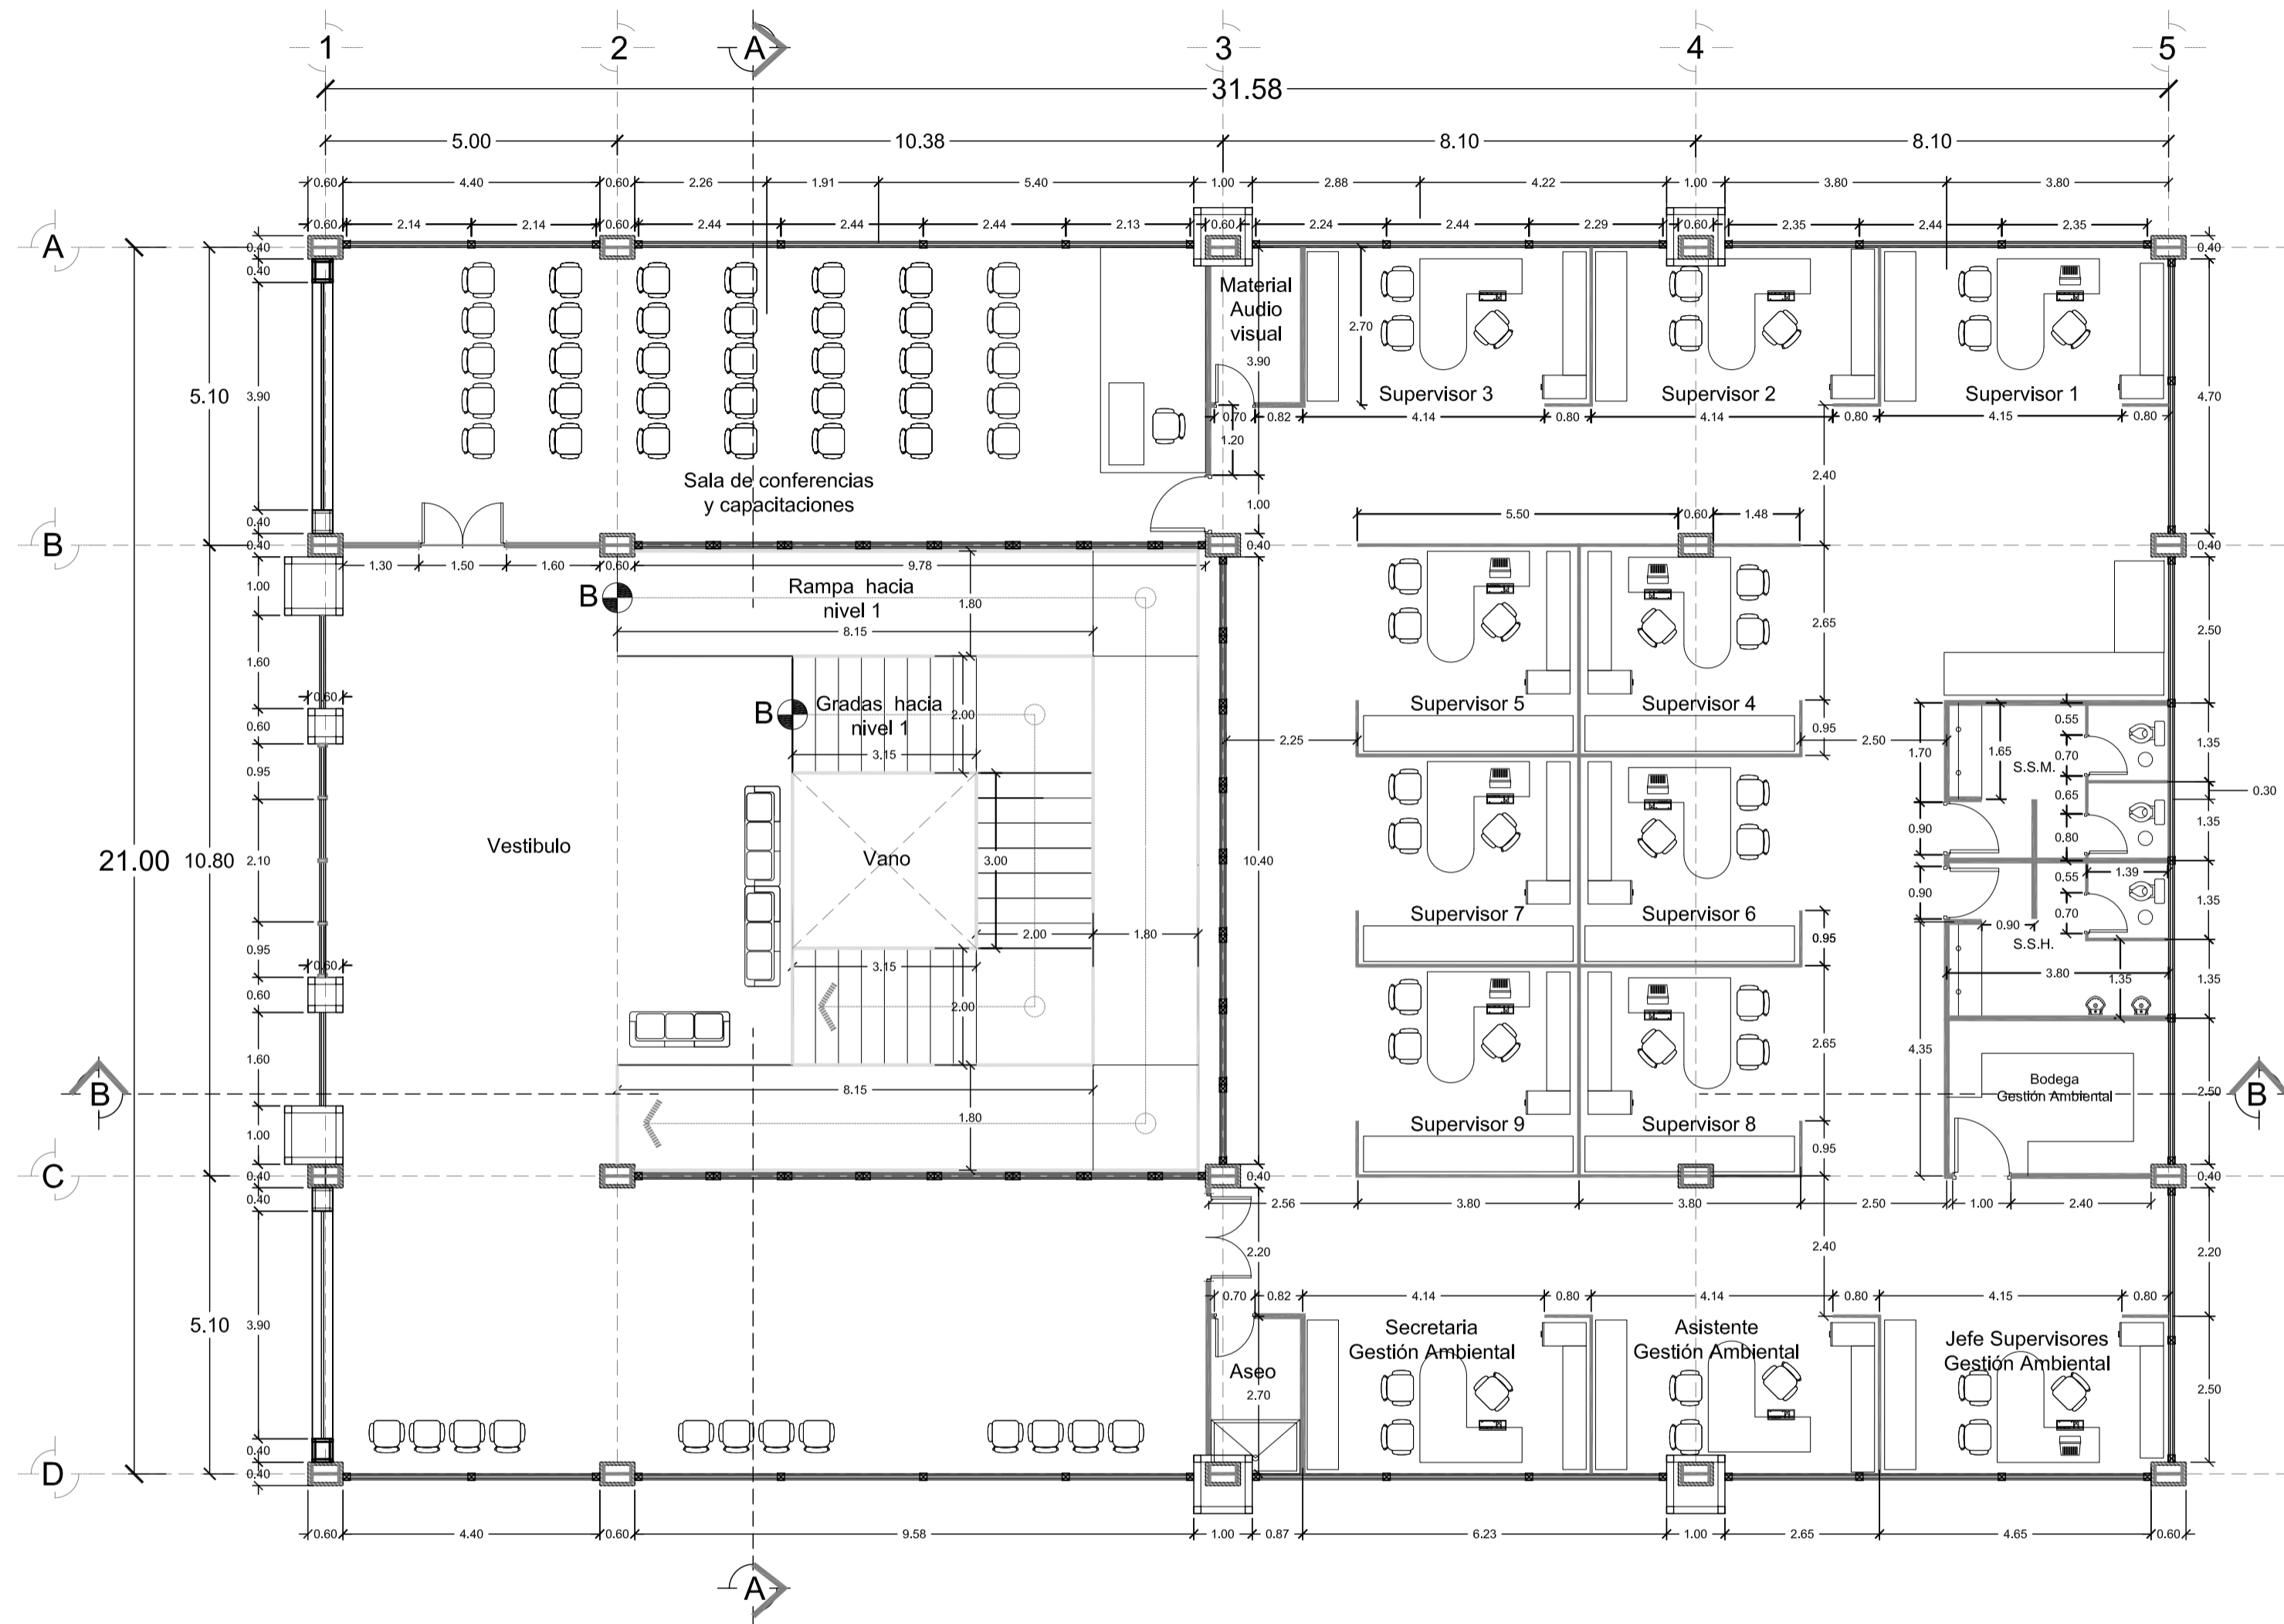 1 2 A 3 4 5
31.58
5.00 10.38 8.10 8.10
0.60 4.40 0.60 2.26 1.91 5.40 1.00 2.88 4.22 1.00 3.80 3.80
0.60 2.14 2.14 0.60 2.44 2.44 2.44 2.13 0.60 2.24 2.44 2.29 0.60 2.35 2.44 2.35
A
0.40 0.40
0.40
Material
Audio
visual
3.90
2.70
5.10 3.90
4.70
Supervisor 3 Supervisor 2 Supervisor 1
0.70 0.82 4.14 0.80 4.14 0.80 4.15 0.80
1.20
2.40
Sala de conferencias
y capacitaciones
1.00
5.50 0.60 1.48
0.40
B
0.40 0.40 0.40
1.30 1.50 1.60 0.60 9.78
1.00
B
Rampa hacia
nivel 1
1.80
8.15
2.65
2.50
1.60
0.60
0.60
B
Gradas hacia
nivel 1
2.00
3.15
Supervisor 5 Supervisor 4
0.95
2.25
2.50
1.70
1.65
0.55
0.70
0.65
0.80
S.S.M.
1.35
0.30
1.35
0.95
0.90
Vestibulo
Vano
3.00
21.00 10.80 2.10
10.40
0.90
0.55
1.39
0.70
0.90
S.S.H.
1.35
Supervisor 7 Supervisor 6
0.95
2.00 1.80
3.15
0.95
0.60
0.60
2.00
3.80
1.35
1.35
1.60
2.65
4.35
Bodega
Gestión Ambiental
2.50
B B
8.15
1.80
1.00
Supervisor 9 Supervisor 8
0.95
C
0.40 0.40 0.40
0.40
2.56 3.80 3.80 2.50 1.00 2.40
2.20
2.40
2.20
0.70 0.82 4.14 0.80 4.14 0.80 4.15 0.80
5.10 3.90
Secretaria
Gestión Ambiental
Asistente
Gestión Ambiental
Jefe Supervisores
Gestión Ambiental
Aseo
2.70
2.50
0.40
D
0.40
0.60 4.40 0.60 9.58 1.00 0.87 6.23 1.00 2.65 4.65 0.60
A